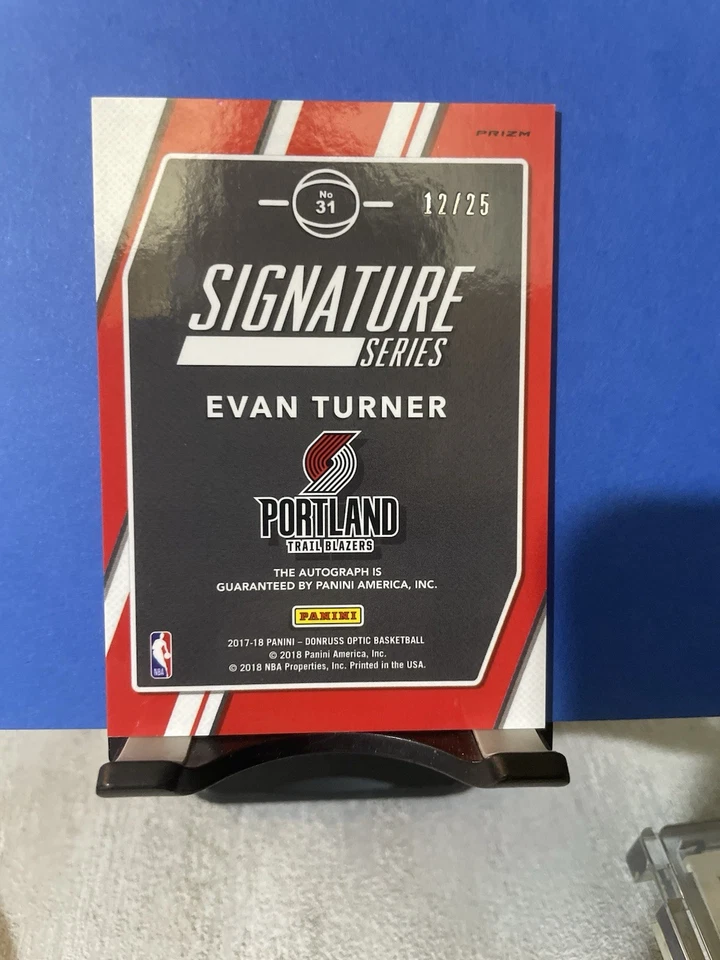 PRIZM
No
31
12/25
SIGNATURE
SERIES
EVAN TURNER
PORTLAND
TRAIL BLAZERS
THE AUTOGRAPH IS
GUARANTEED BY PANINI AMERICA, INC.
PANINI
2017-18 PANINI – DONRUSS OPTIC BASKETBALL
© 2018 Panini America, Inc.
© 2018 NBA Properties, Inc. Printed in the USA.
NBA